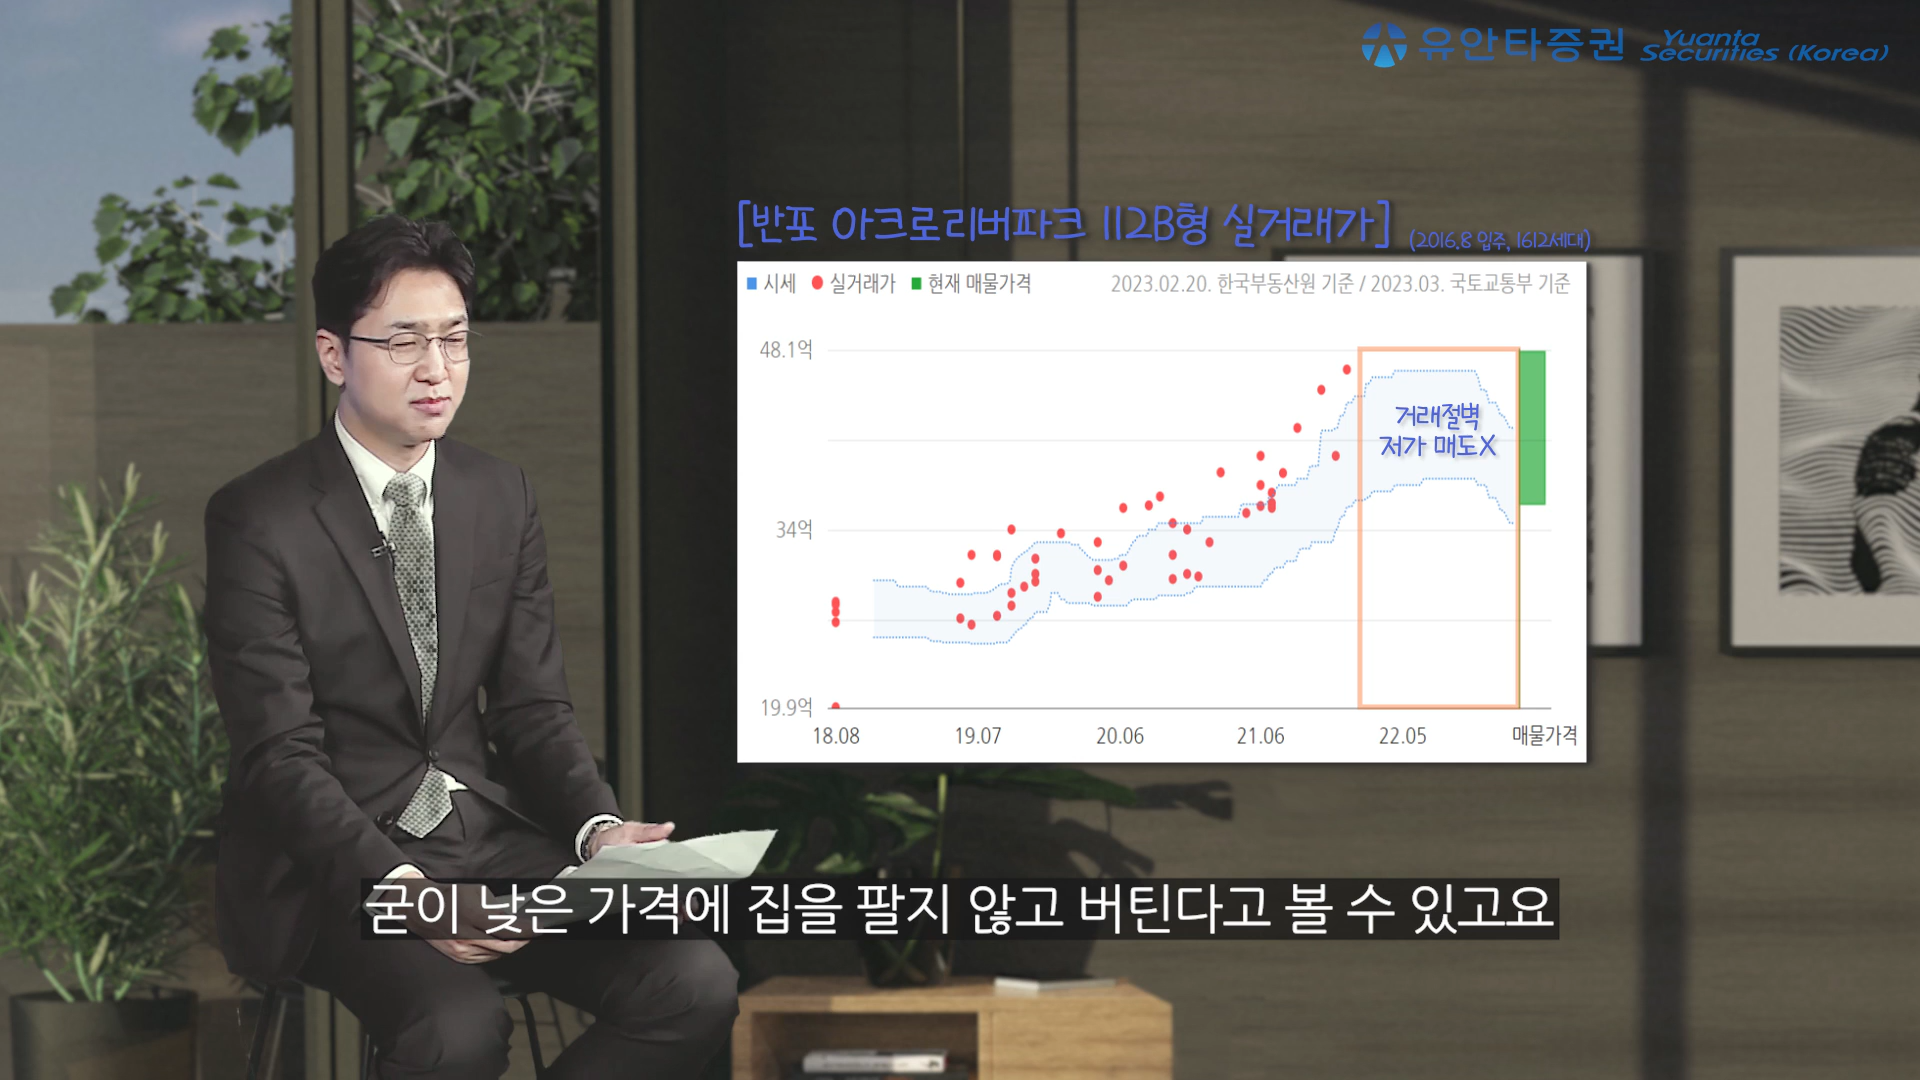 유안타증권 Yuanta Securities (Korea)
[반포 아크로리버파크 112B형 실거래가] (2016.8 입주, 1612세대)
시세 실거래가 현재 매물가격 2023.02.20. 한국부동산원 기준 / 2023.03. 국토교통부 기준
48.1억
거래절벽
저가 매도X
34억
19.9억
18.08 19.07 20.06 21.06 22.05 매물가격
굳이 낮은 가격에 집을 팔지 않고 버틴다고 볼 수 있고요